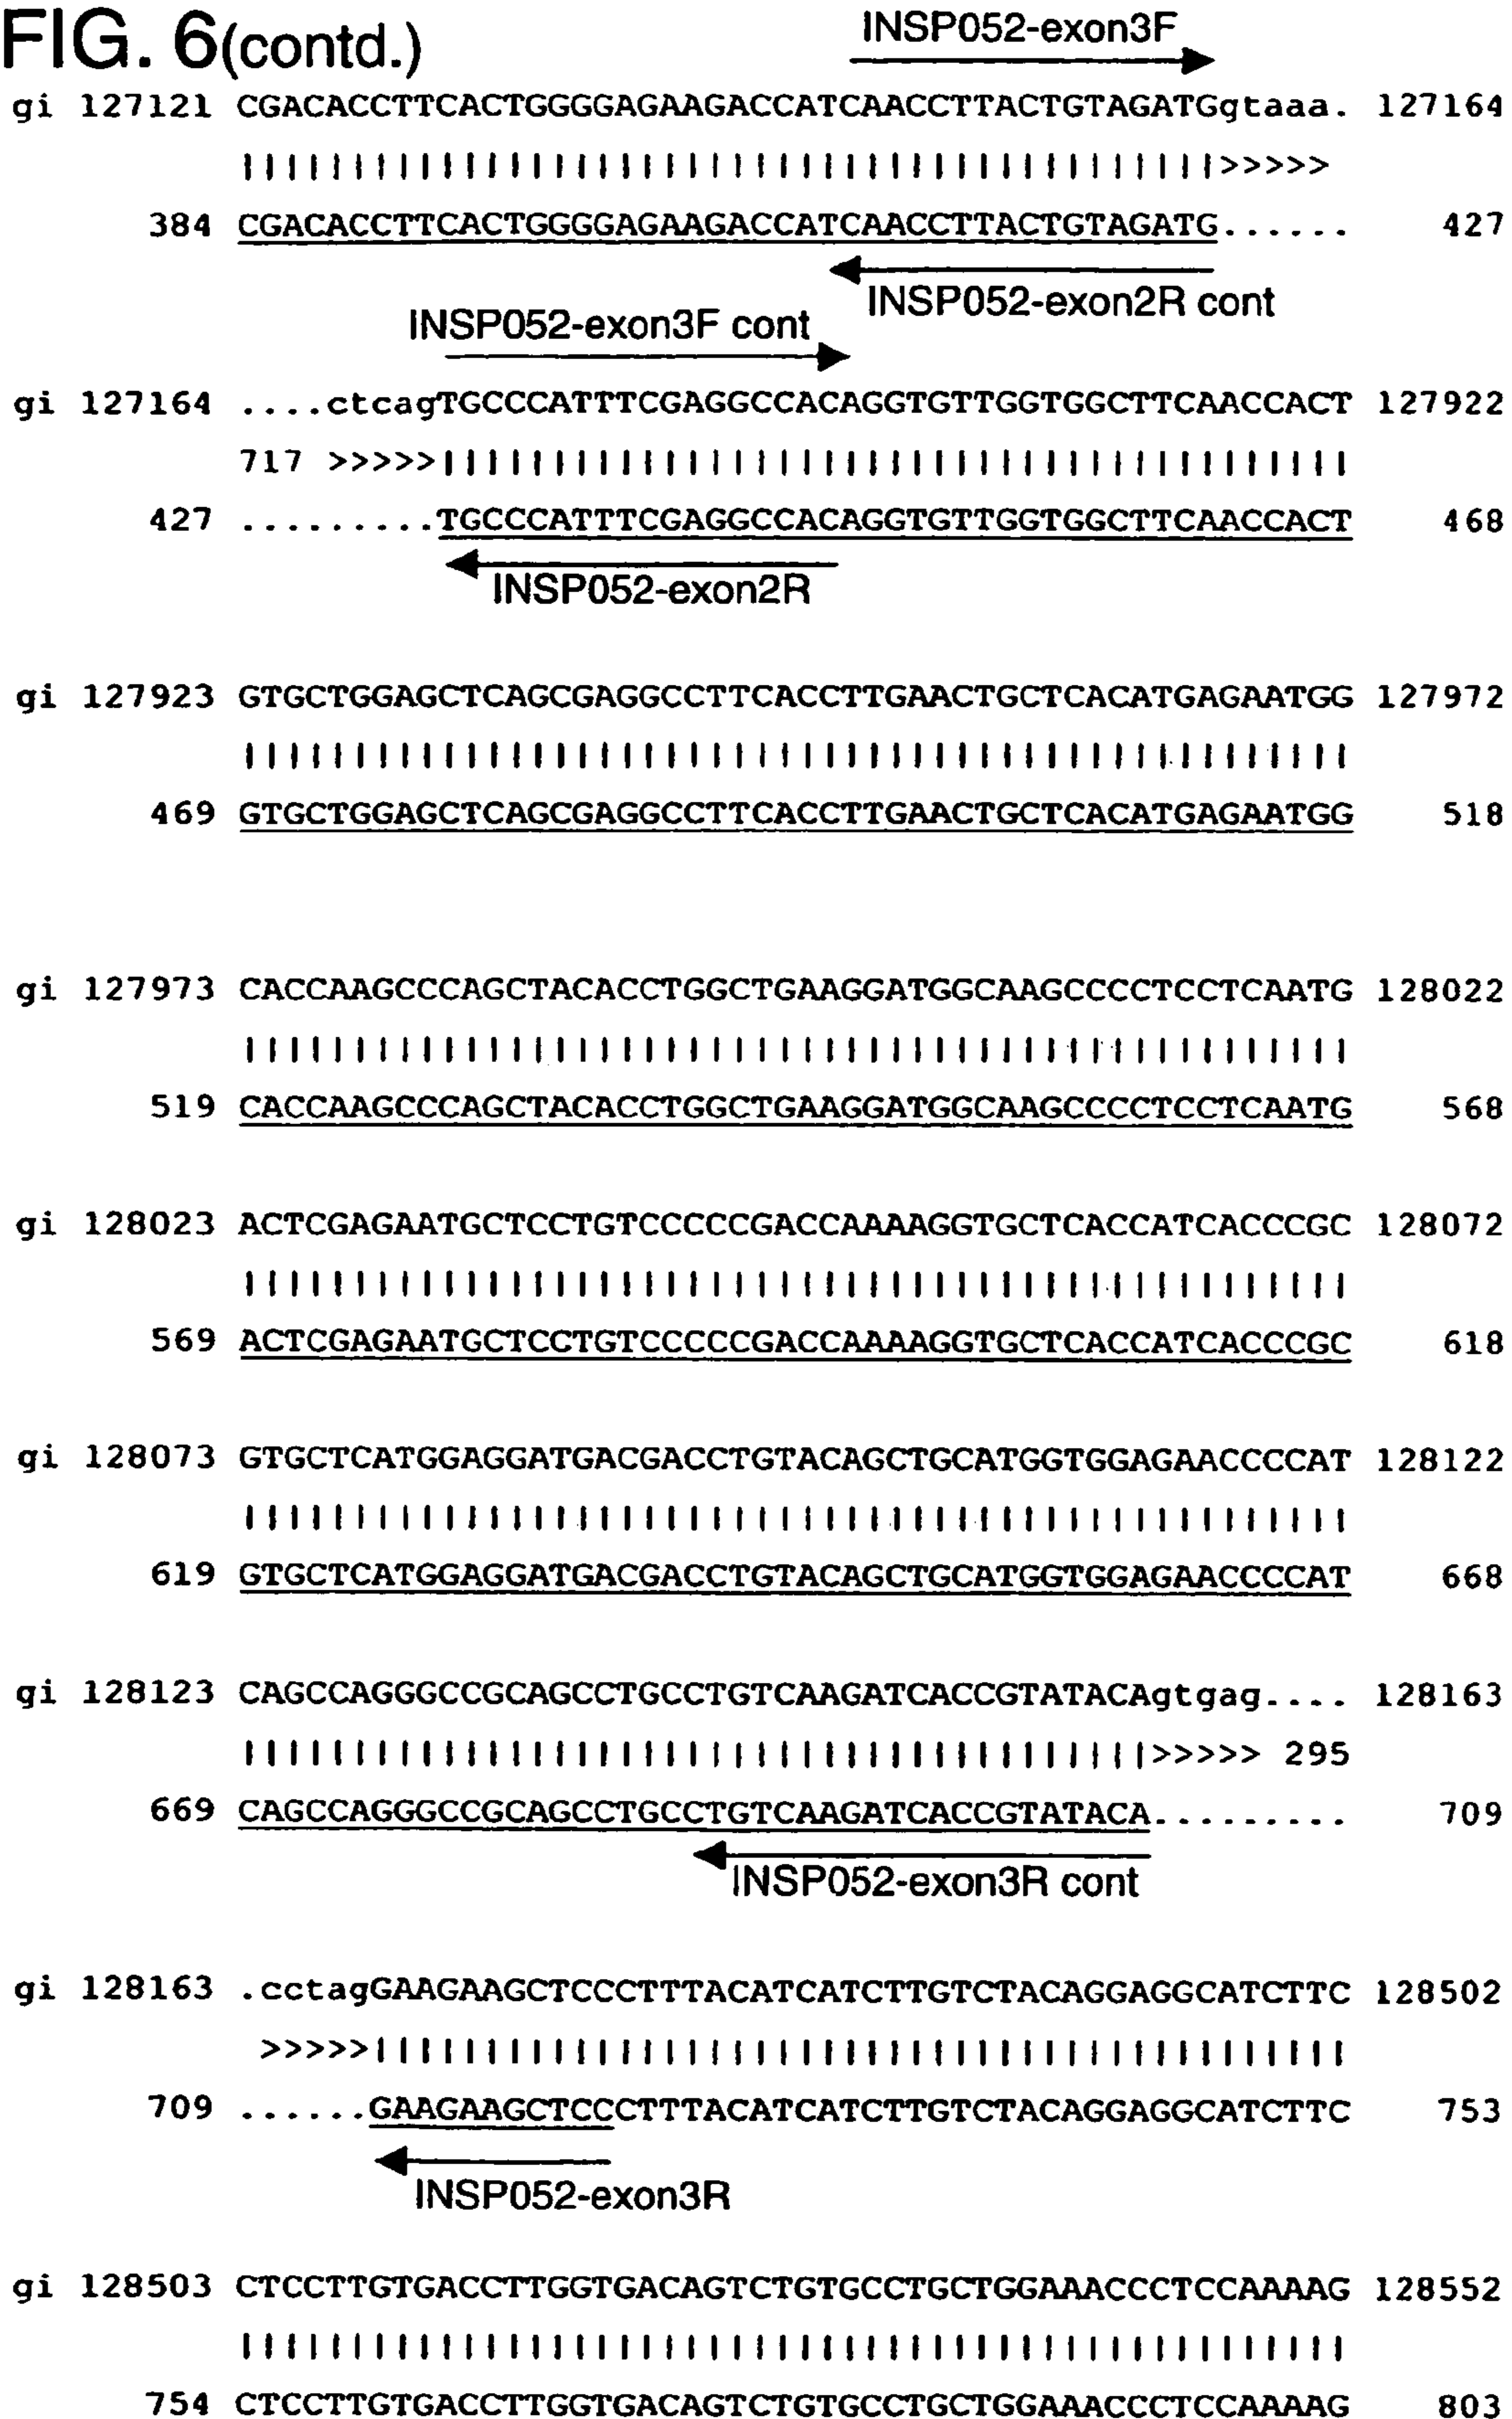 FIG. 6(contd.)
INSP052-exon3F
gi 127121 CGACACCTTCACTGGGGAGAAGACCATCAACCTTACTGTAGATGgtaaa. 127164
||||||||||||||||||||||||||||||||||||||||||||>>>>>
384 CGACACCTTCACTGGGGAGAAGACCATCAACCTTACTGTAGATG...... 427
INSP052-exon2R cont
INSP052-exon3F cont
gi 127164 ....ctcagTGCCCATTTCGAGGCCACAGGTGTTGGTGGCTTCAACCACT 127922
717 >>>>>|||||||||||||||||||||||||||||||||||||||||
427 .........TGCCCATTTCGAGGCCACAGGTGTTGGTGGCTTCAACCACT 468
INSP052-exon2R
gi 127923 GTGCTGGAGCTCAGCGAGGCCTTCACCTTGAACTGCTCACATGAGAATGG 127972
||||||||||||||||||||||||||||||||||||||||||||||||||
469 GTGCTGGAGCTCAGCGAGGCCTTCACCTTGAACTGCTCACATGAGAATGG 518
gi 127973 CACCAAGCCCAGCTACACCTGGCTGAAGGATGGCAAGCCCCTCCTCAATG 128022
||||||||||||||||||||||||||||||||||||||||||||||||||
519 CACCAAGCCCAGCTACACCTGGCTGAAGGATGGCAAGCCCCTCCTCAATG 568
gi 128023 ACTCGAGAATGCTCCTGTCCCCCGACCAAAAGGTGCTCACCATCACCCGC 128072
||||||||||||||||||||||||||||||||||||||||||||||||||
569 ACTCGAGAATGCTCCTGTCCCCCGACCAAAAGGTGCTCACCATCACCCGC 618
gi 128073 GTGCTCATGGAGGATGACGACCTGTACAGCTGCATGGTGGAGAACCCCAT 128122
||||||||||||||||||||||||||||||||||||||||||||||||||
619 GTGCTCATGGAGGATGACGACCTGTACAGCTGCATGGTGGAGAACCCCAT 668
gi 128123 CAGCCAGGGCCGCAGCCTGCCTGTCAAGATCACCGTATACAgtgag.... 128163
|||||||||||||||||||||||||||||||||||||||||>>>>> 295
669 CAGCCAGGGCCGCAGCCTGCCTGTCAAGATCACCGTATACA......... 709
INSP052-exon3R cont
gi 128163 .cctagGAAGAAGCTCCCTTTACATCATCTTGTCTACAGGAGGCATCTTC 128502
>>>>>||||||||||||||||||||||||||||||||||||||||||||
709 ......GAAGAAGCTCCCTTTACATCATCTTGTCTACAGGAGGCATCTTC 753
INSP052-exon3R
gi 128503 CTCCTTGTGACCTTGGTGACAGTCTGTGCCTGCTGGAAACCCTCCAAAAG 128552
||||||||||||||||||||||||||||||||||||||||||||||||||
754 CTCCTTGTGACCTTGGTGACAGTCTGTGCCTGCTGGAAACCCTCCAAAAG 803